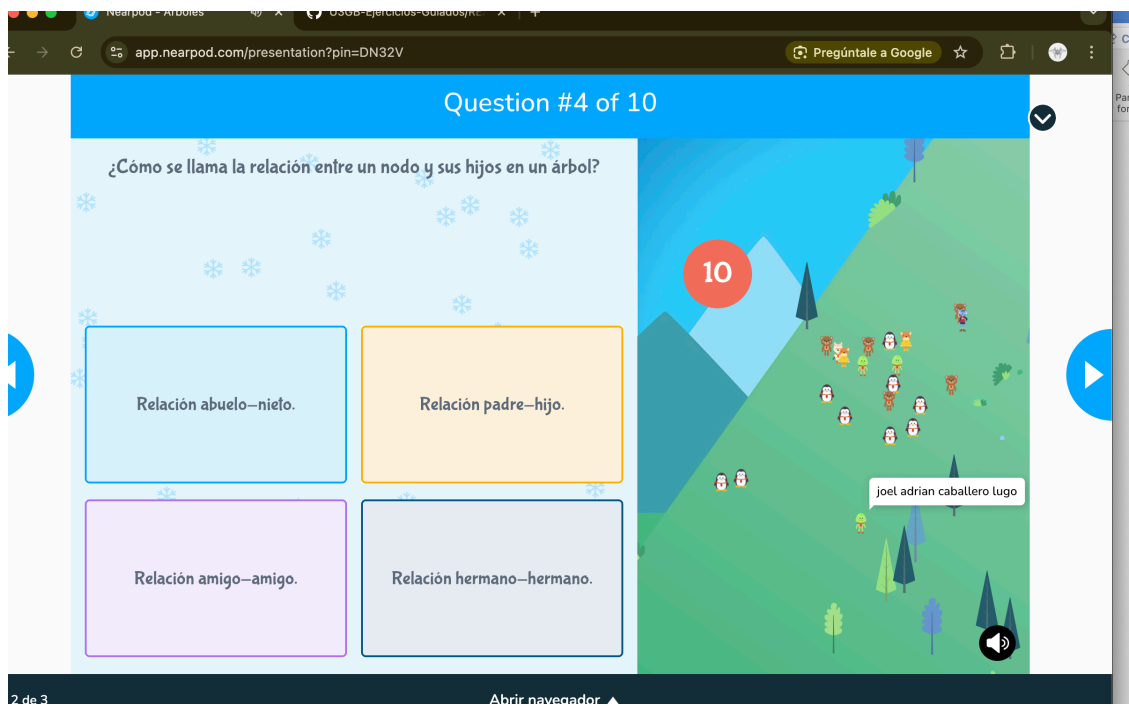 Nearpod - Árboles
app.nearpod.com/presentation?pin=DN32V
Pregúntale a Google
Question #4 of 10
¿Cómo se llama la relación entre un nodo y sus hijos en un árbol?
10
Relación abuelo-nieto.
Relación padre-hijo.
joel adrian caballero lugo
Relación amigo-amigo.
Relación hermano-hermano.
2 de 3
Abrir navegador